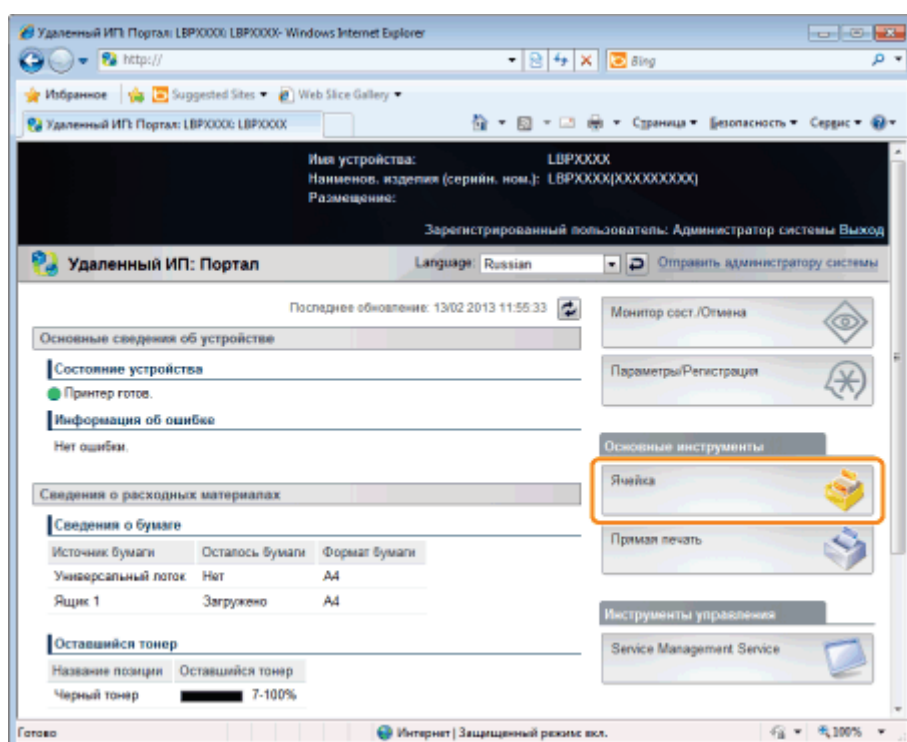 Удаленный ИП: Портал: LBPXXXX: LBPXXXX- Windows Internet Explorer
http://
Bing
Избранное Suggested Sites Web Slice Gallery
Удаленный ИП: Портал: LBPXXXX: LBPXXXX
Страница Безопасность Сервис
Имя устройства: LBPXXXX
Наименов. изделия (серийн. ном.): LBPXXXX(XXXXXXXXX)
Размещение:
Зарегистрированный пользователь: Администратор системы Выход
Удаленный ИП: Портал
Language: Russian
Отправить администратору системы
Последнее обновление: 13/02 2013 11:55:33
Основные сведения об устройстве
Состояние устройства
Принтер готов.
Информация об ошибке
Нет ошибки.
Сведения о расходных материалах
Сведения о бумаге
Источник бумаги Осталось бумаги Формат бумаги
Универсальный лоток Нет A4
Ящик 1 Загружено A4
Оставшийся тонер
Название позиции Оставшийся тонер
Черный тонер 7-100%
Монитор сост./Отмена
Параметры/Регистрация
Основные инструменты
Ячейка
Прямая печать
Инструменты управления
Service Management Service
Готово
Интернет | Защищенный режим: вкл.
100%